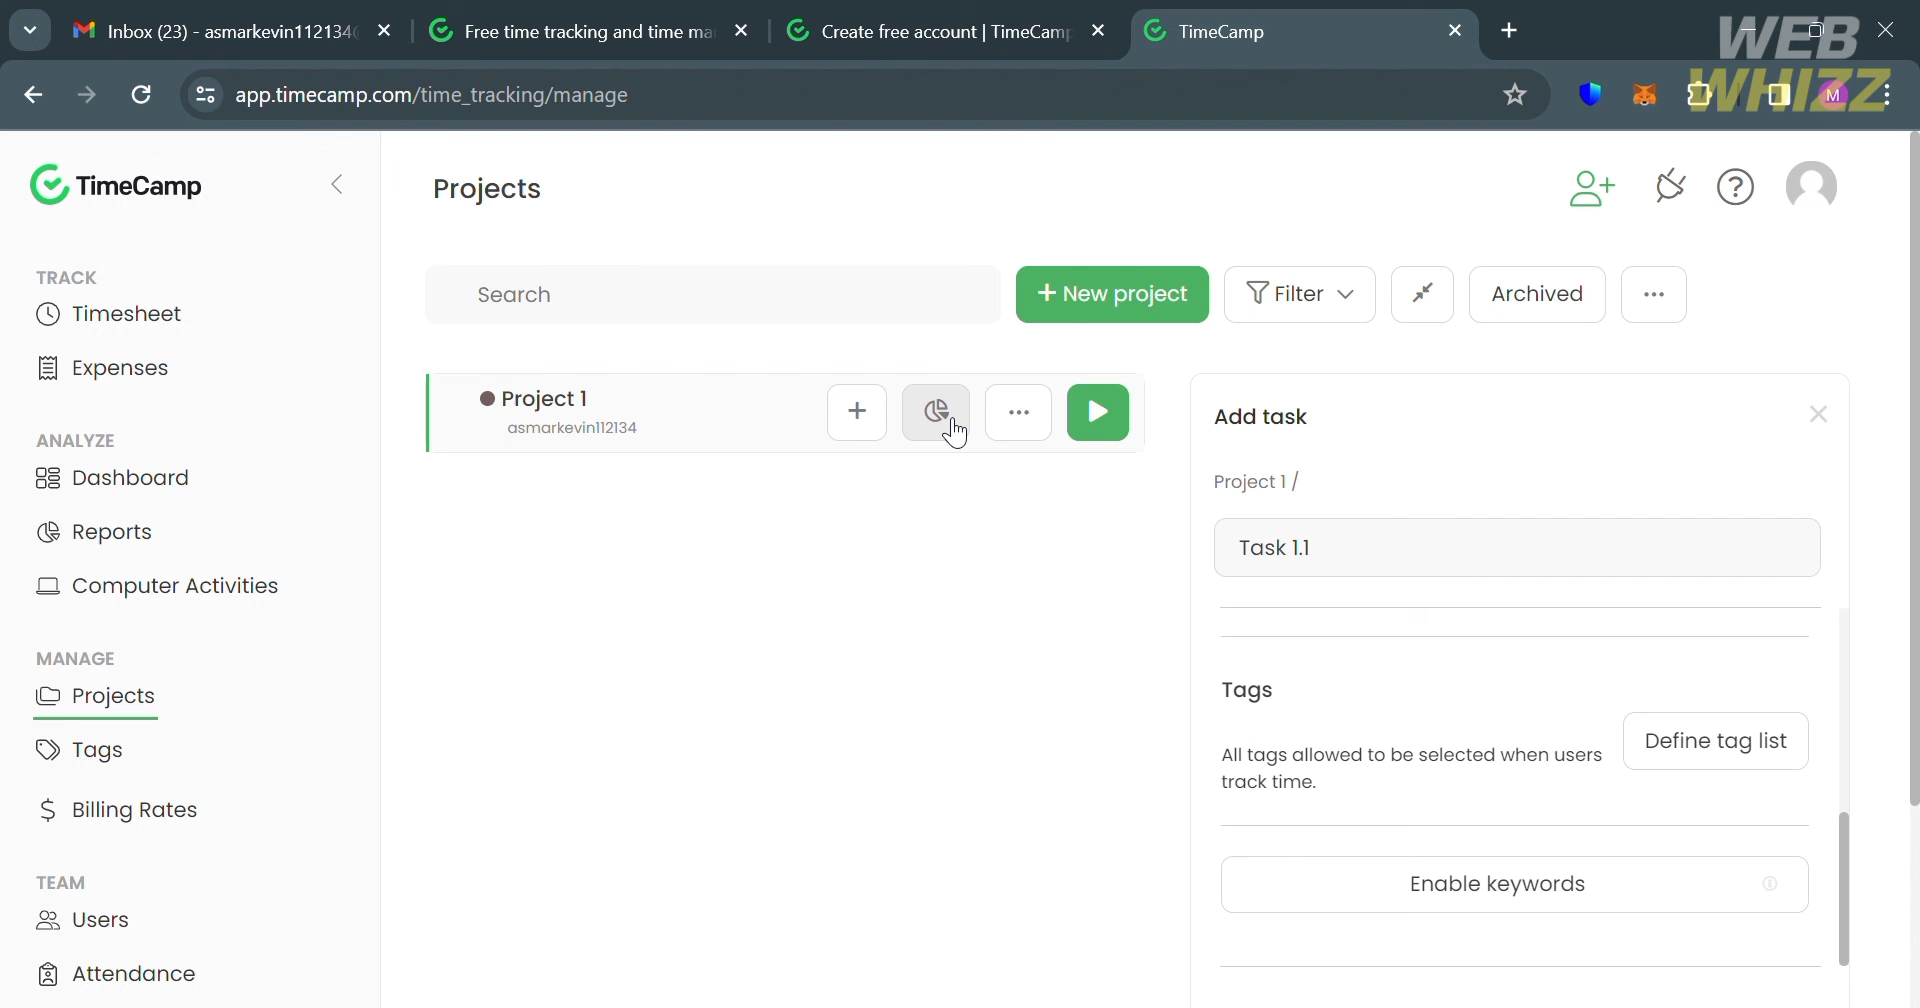 Inbox (23) - asmarkevin112134@
Free time tracking and time ma
Create free account | TimeCamp
TimeCamp
WEB
WHIZZ
app.timecamp.com/time_tracking/manage
M
TimeCamp
Projects
TRACK
Timesheet
Expenses
ANALYZE
Dashboard
Reports
Computer Activities
MANAGE
Projects
Tags
Billing Rates
TEAM
Users
Attendance
Search
+ New project
Filter
Archived
Project 1
asmarkevin112134
Add task
Project 1 /
Task 1.1
Tags
All tags allowed to be selected when users
track time.
Define tag list
Enable keywords